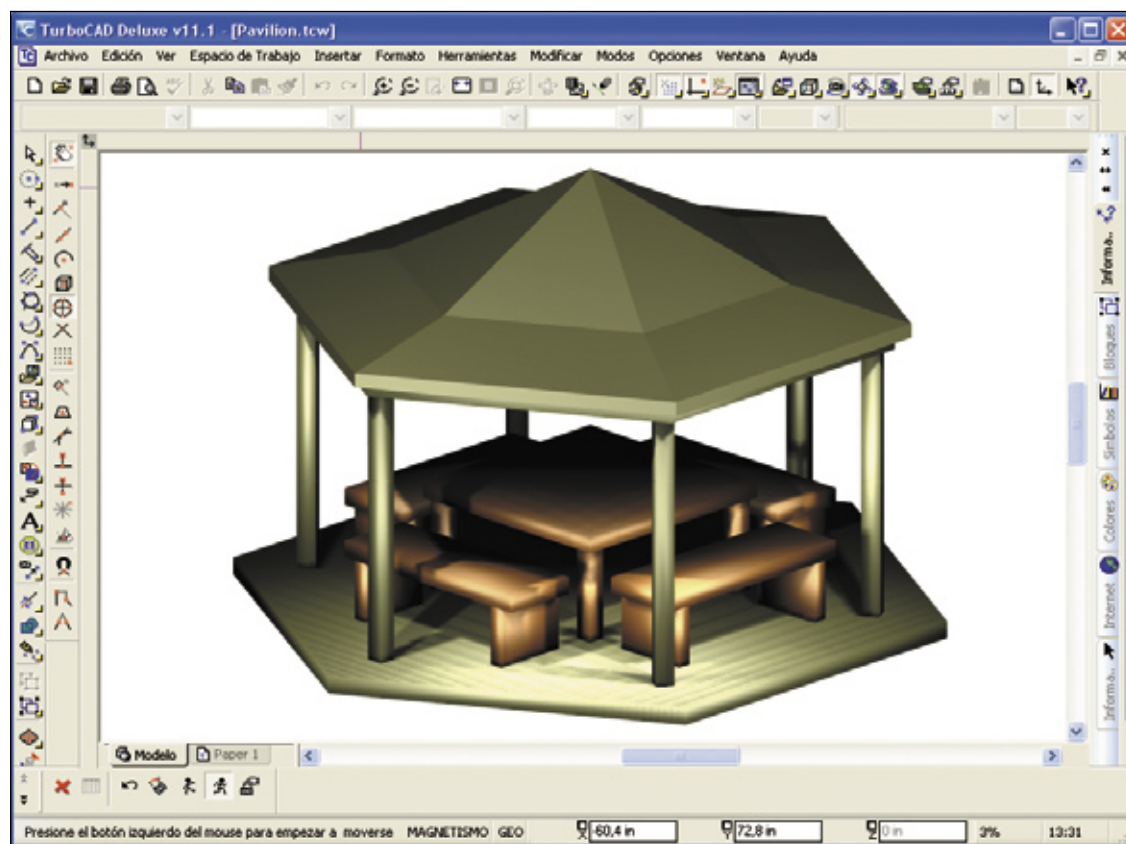 TurboCAD Deluxe v11.1 - [Pavilion.tcw]
Archivo Edición Ver Espacio de Trabajo Insertar Formato Herramientas Modificar Modos Opciones Ventana Ayuda
Informa..
Bloques
Símbolos
Colores
Internet
Informa..
Modelo Paper 1
Presione el botón izquierdo del mouse para empezar a moverse MAGNETISMO GEO X -60,4 in Y 72,8 in Z 0 in 3% 13:31